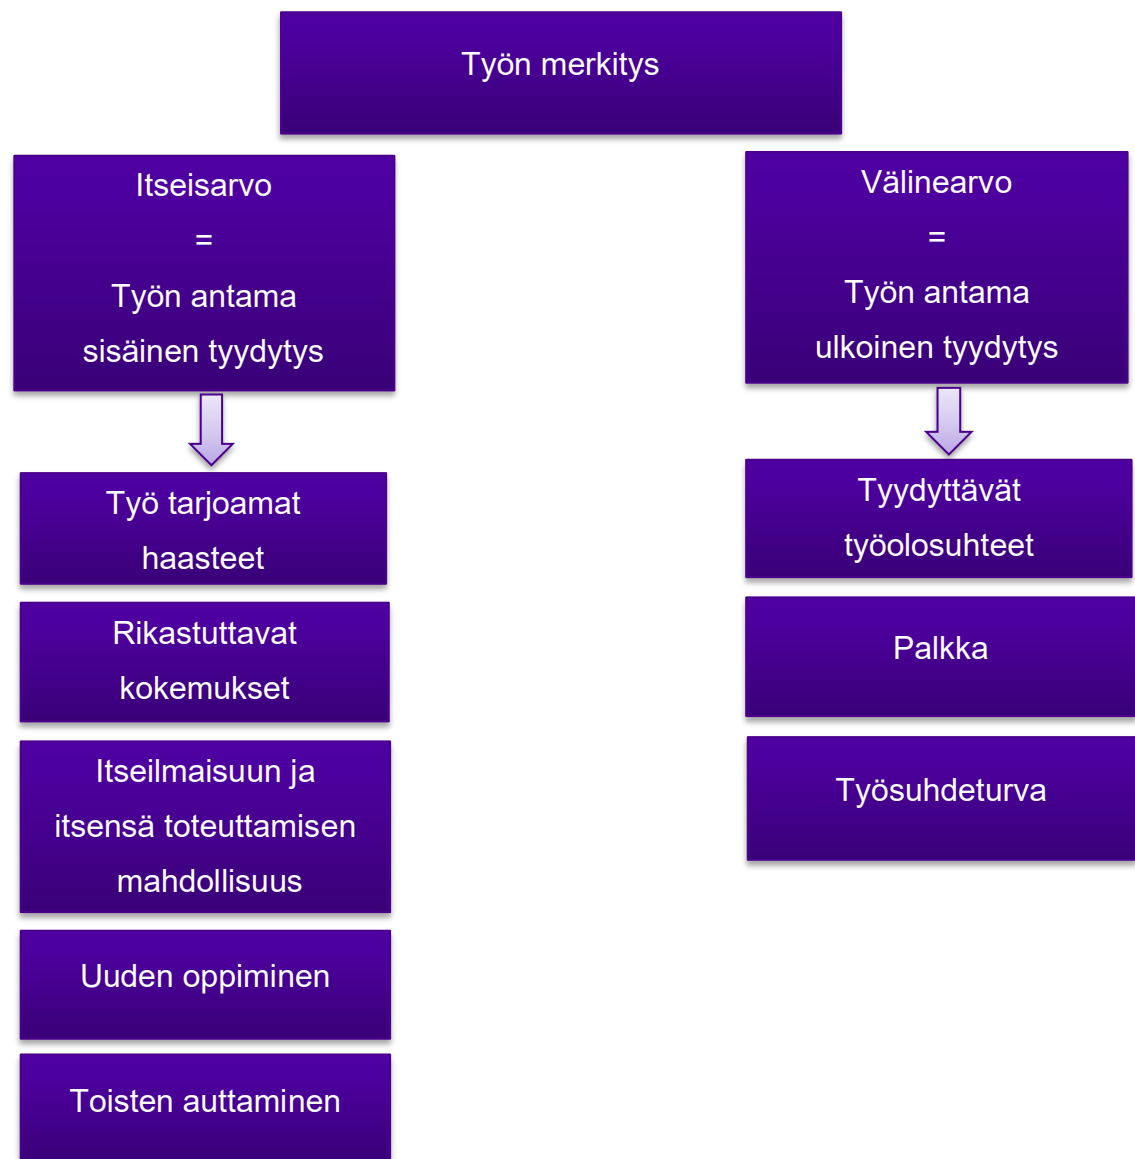 Työn merkitys
Itseisarvo
=
Työn antama
sisäinen tyydytys
Työ tarjoamat
haasteet
Rikastuttavat
kokemukset
Itseilmaisuun ja
itsensä toteuttamisen
mahdollisuus
Uuden oppiminen
Toisten auttaminen
Välinearvo
=
Työn antama
ulkoinen tyydytys
Tyydyttävät
työolosuhteet
Palkka
Työsuhdeturva